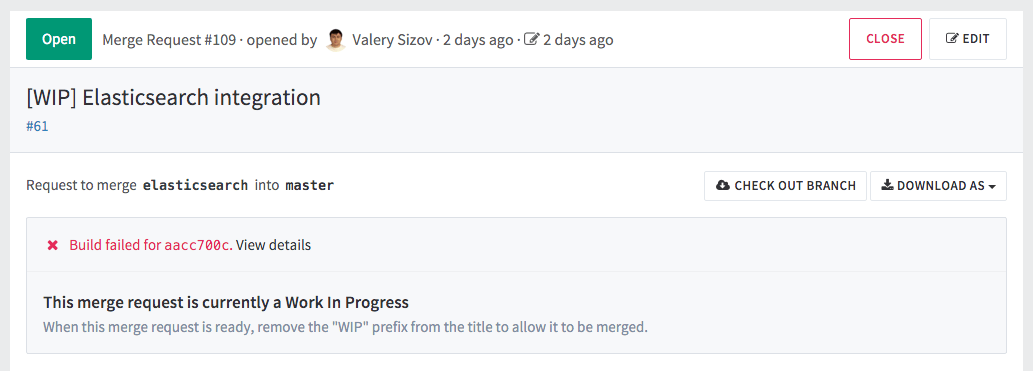 Open Merge Request #109 · opened by Valery Sizov · 2 days ago · 2 days ago CLOSE EDIT
[WIP] Elasticsearch integration
#61
Request to merge elasticsearch into master CHECK OUT BRANCH DOWNLOAD AS
Build failed for aacc700c. View details
This merge request is currently a Work In Progress
When this merge request is ready, remove the "WIP" prefix from the title to allow it to be merged.